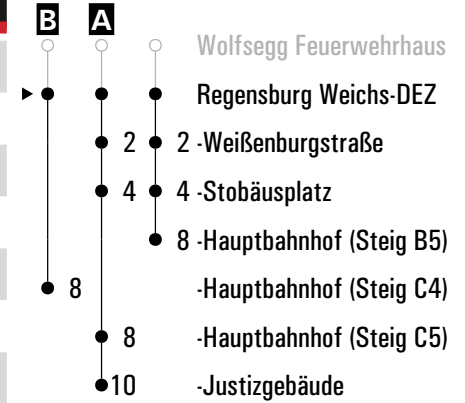 B A
Wolfsegg Feuerwehrhaus
Regensburg Weichs-DEZ
2 2 -Weißenburgstraße
4 4 -Stobäusplatz
8 -Hauptbahnhof (Steig B5)
8 -Hauptbahnhof (Steig C4)
8 -Hauptbahnhof (Steig C5)
10 -Justizgebäude